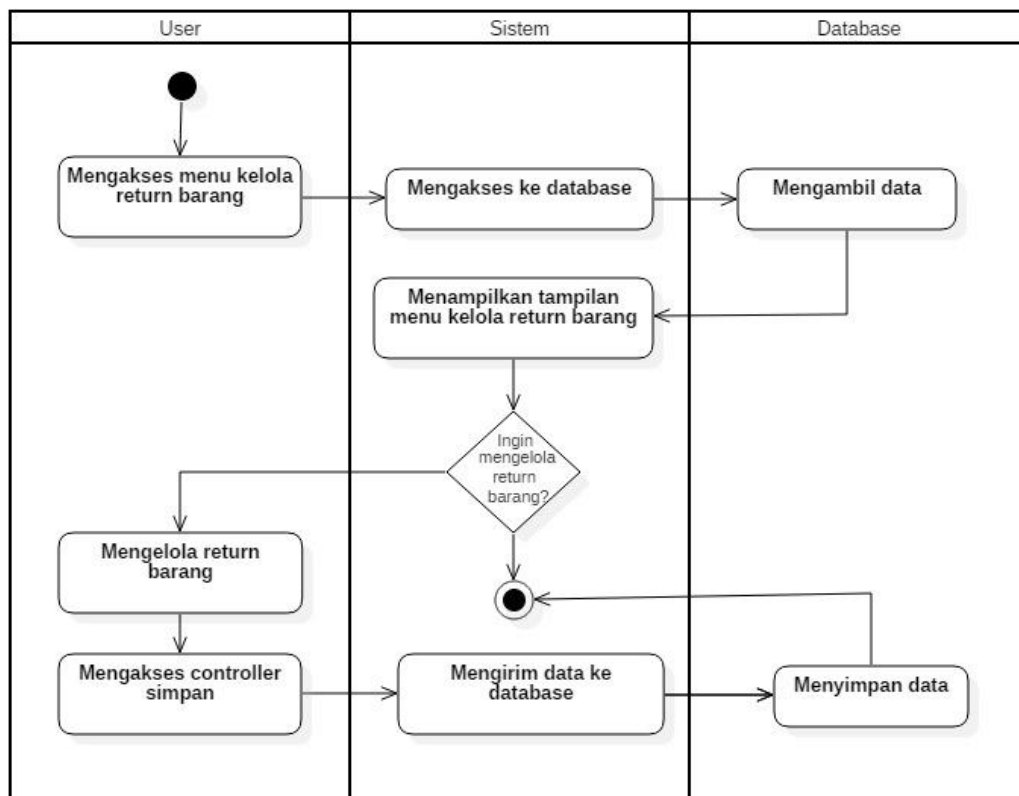 User
Sistem
Database
Mengakses menu kelola
return barang
Mengakses ke database
Mengambil data
Menampilkan tampilan
menu kelola return barang
Ingin
mengelola
return
barang?
Mengelola return
barang
Mengakses controller
simpan
Mengirim data ke
database
Menyimpan data